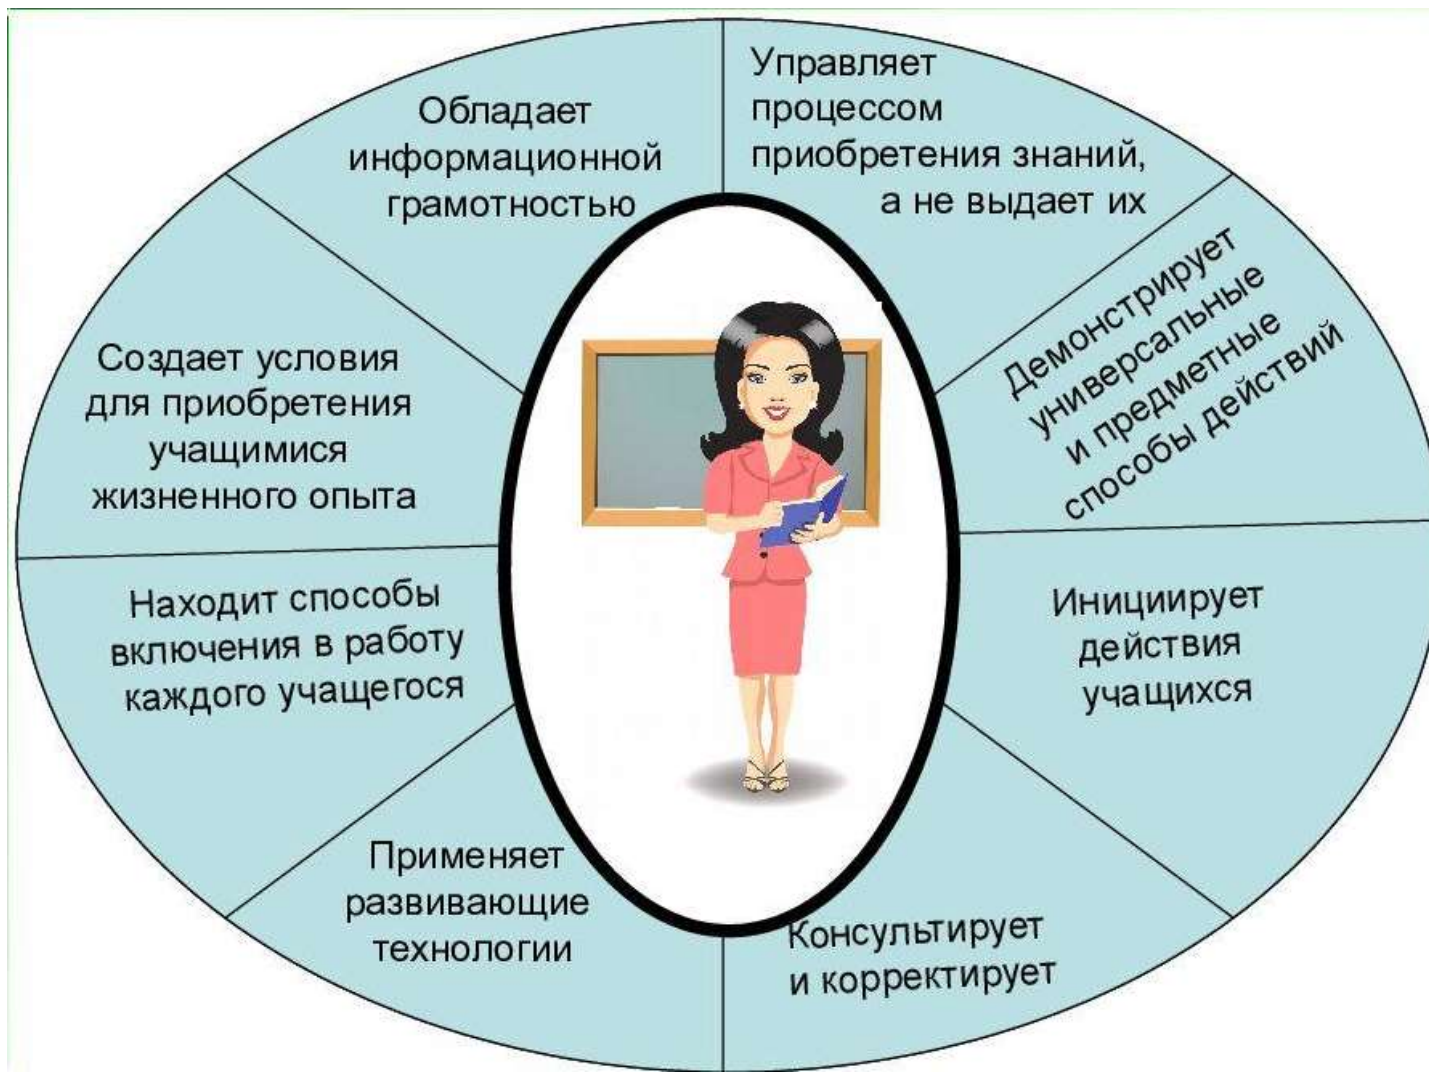 Обладает
информационной
грамотностью
Управляет
процессом
приобретения знаний,
а не выдает их
Демонстрирует
универсальные
и предметные
способы действий
Инициирует
действия
учащихся
Консультирует
и корректирует
Применяет
развивающие
технологии
Находит способы
включения в работу
каждого учащегося
Создает условия
для приобретения
учащимися
жизненного опыта